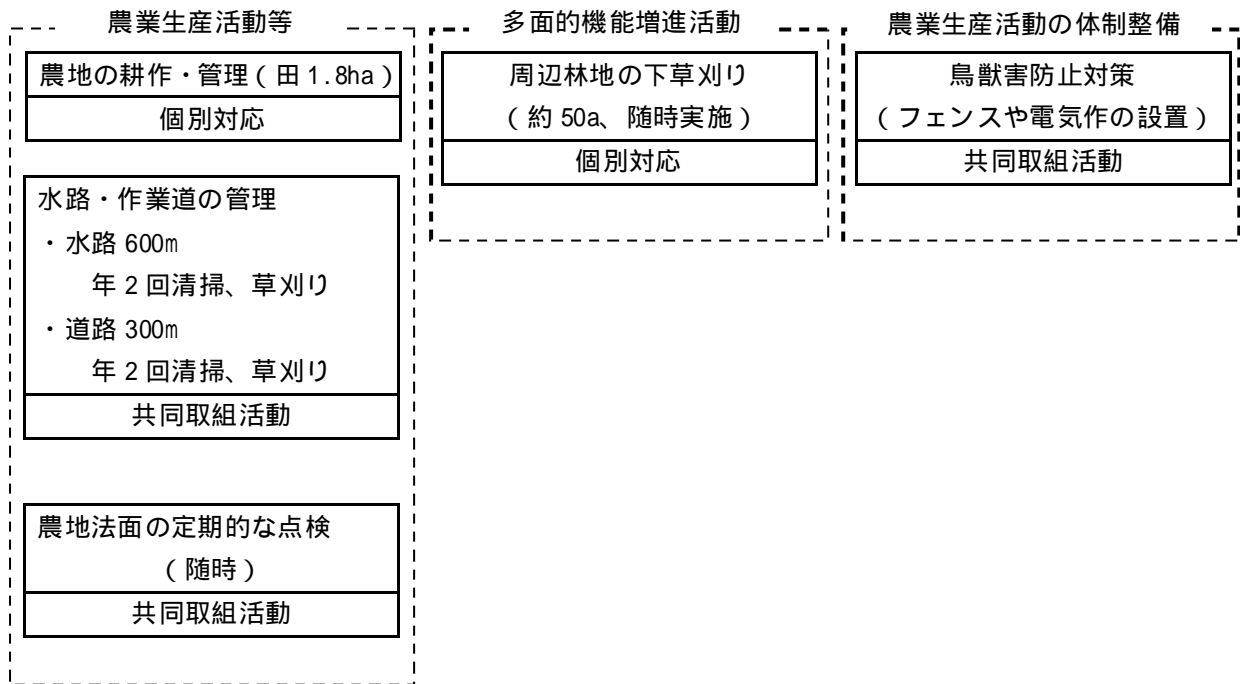 農業生産活動等
農地の耕作・管理（田1.8ha）
個別対応
水路・作業道の管理
・水路 600m
年2回清掃、草刈り
・道路 300m
年2回清掃、草刈り
共同取組活動
農地法面の定期的な点検
（随時）
共同取組活動
多面的機能増進活動
周辺林地の下草刈り
（約50a、随時実施）
個別対応
農業生産活動の体制整備
鳥獣害防止対策
（フェンスや電気作の設置）
共同取組活動